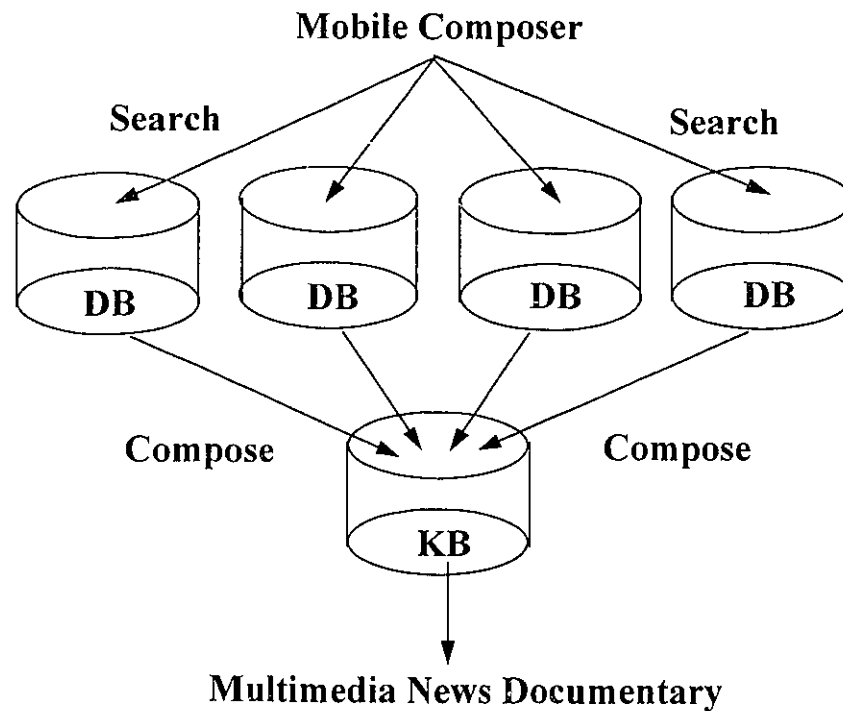 Mobile Composer
Search
Search
DB
DB
DB
DB
Compose
Compose
KB
Multimedia News Documentary